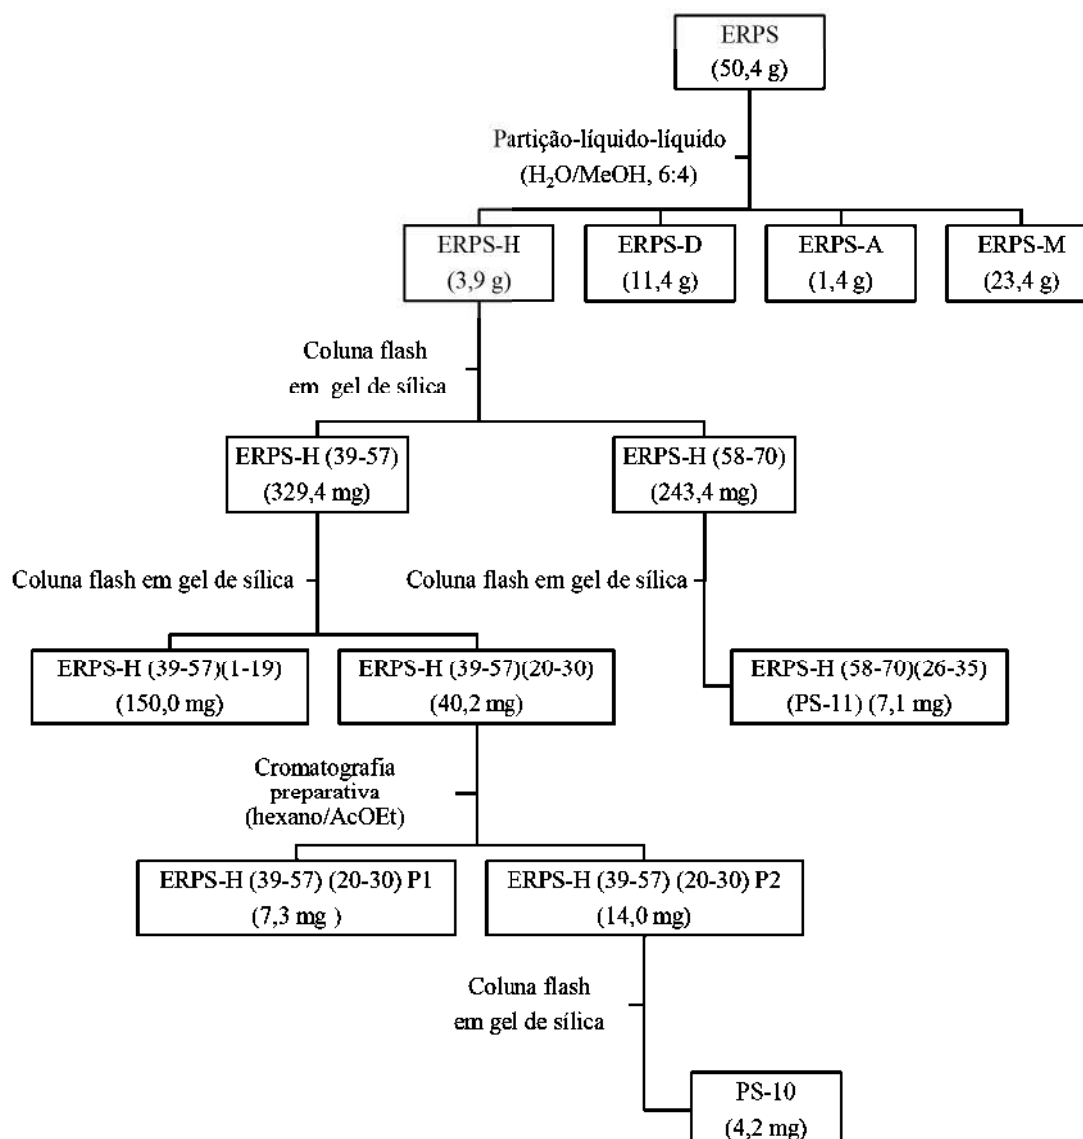 ERPS
(50,4 g)
Partição-líquido-líquido
(H₂O/MeOH, 6:4)
ERPS-H
(3,9 g)
ERPS-D
(11,4 g)
ERPS-A
(1,4 g)
ERPS-M
(23,4 g)
Coluna flash
em gel de sílica
ERPS-H (39-57)
(329,4 mg)
ERPS-H (58-70)
(243,4 mg)
Coluna flash em gel de sílica
Coluna flash em gel de sílica
ERPS-H (39-57)(1-19)
(150,0 mg)
ERPS-H (39-57)(20-30)
(40,2 mg)
ERPS-H (58-70)(26-35)
(PS-11) (7,1 mg)
Cromatografia
preparativa
(hexano/AcOEt)
ERPS-H (39-57) (20-30) P1
(7,3 mg )
ERPS-H (39-57) (20-30) P2
(14,0 mg)
Coluna flash
em gel de sílica
PS-10
(4,2 mg)